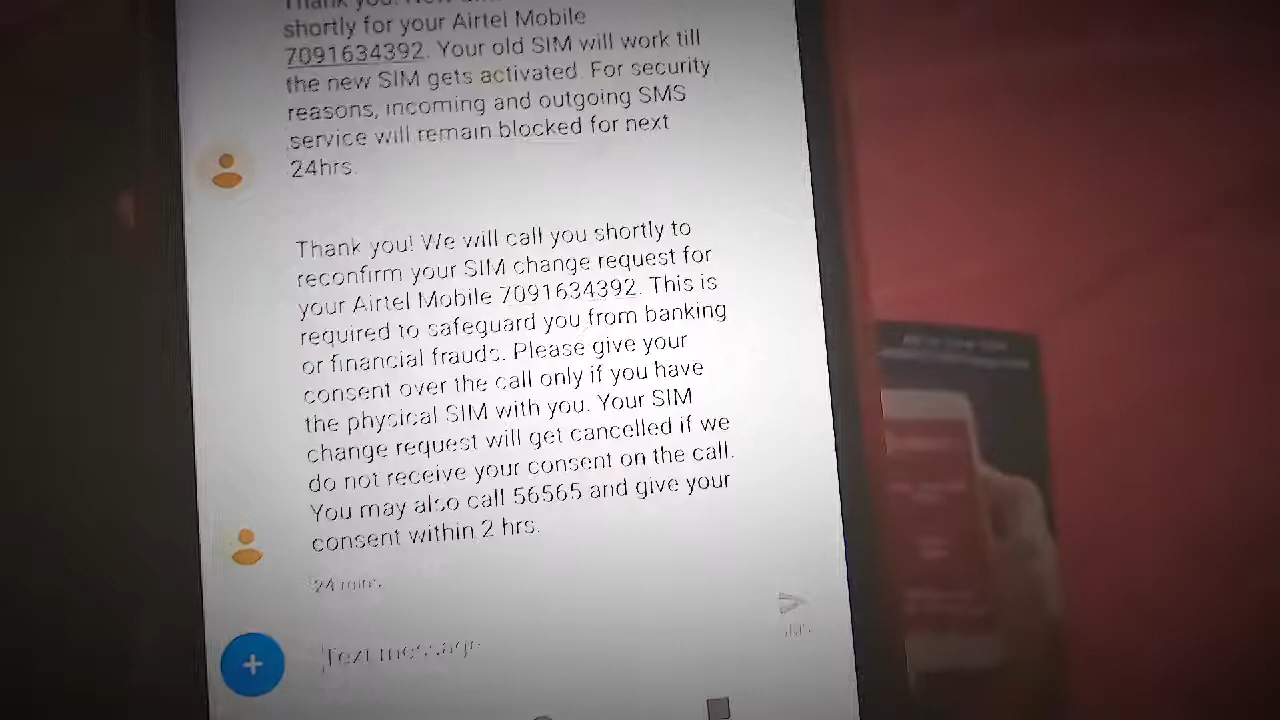 shortly for your Airtel Mobile
7091634392. Your old SIM will work till
the new SIM gets activated. For security
reasons, incoming and outgoing SMS
service will remain blocked for next
24hrs.
Thank you! We will call you shortly to
reconfirm your SIM change request for
your Airtel Mobile 7091634392. This is
required to safeguard you from banking
or financial frauds. Please give your
consent over the call only if you have
the physical SIM with you. Your SIM
change request will get cancelled if we
do not receive your consent on the call.
You may also call 56565 and give your
consent within 2 hrs.
24 mins
Text message